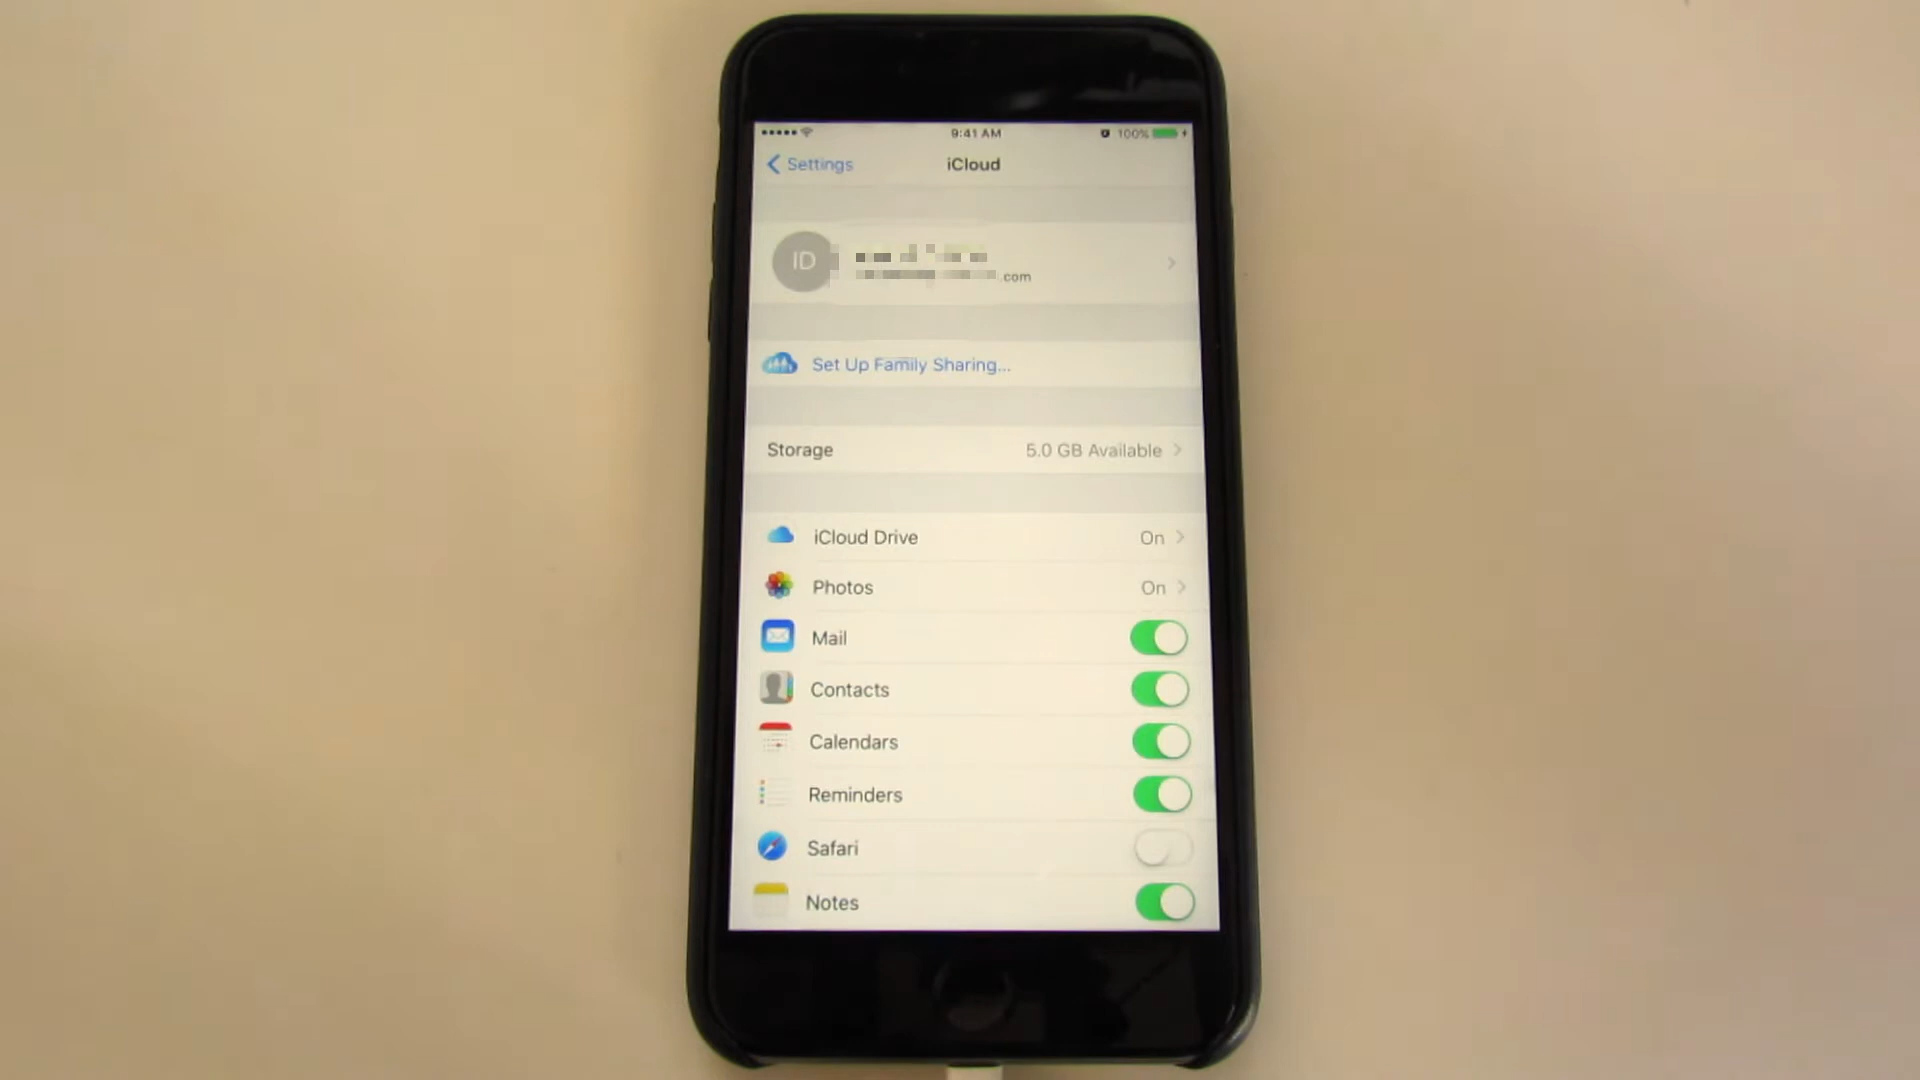 9:41 AM
100%
Settings
iCloud
ID
.com
Set Up Family Sharing...
Storage
5.0 GB Available
iCloud Drive
On
Photos
On
Mail
Contacts
Calendars
Reminders
Safari
Notes